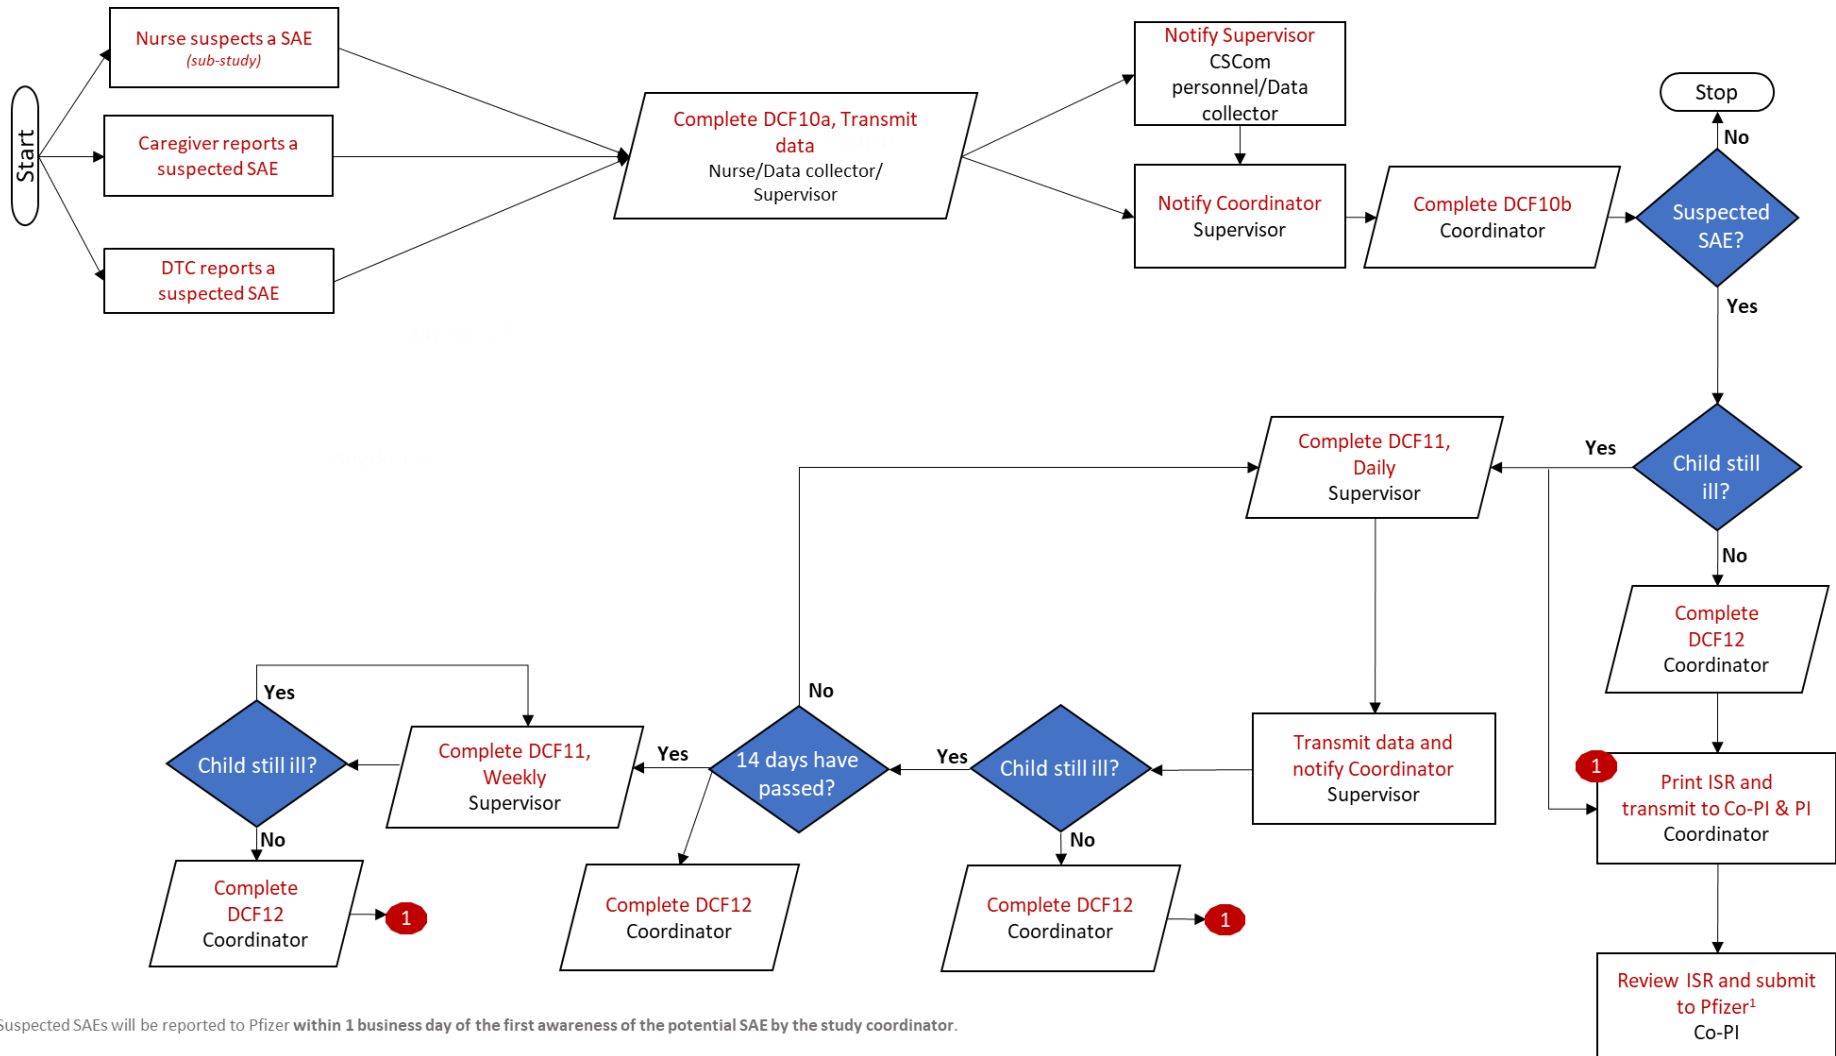 Start
Nurse suspects a SAE
(sub-study)
Caregiver reports a
suspected SAE
DTC reports a
suspected SAE
Complete DCF10a, Transmit
data
Nurse/Data collector/
Supervisor
Notify Supervisor
CSCom
personnel/Data
collector
Notify Coordinator
Supervisor
Complete DCF10b
Coordinator
Stop
No
Suspected
SAE?
Yes
Child still
ill?
Yes
No
Complete DCF11,
Daily
Supervisor
Complete
DCF12
Coordinator
1
Print ISR and
transmit to Co-PI & PI
Coordinator
Review ISR and submit
to Pfizer¹
Co-PI
Transmit data and
notify Coordinator
Supervisor
Child still ill?
Yes
No
Complete DCF12
Coordinator
1
14 days have
passed?
No
Yes
Complete DCF12
Coordinator
Complete DCF11,
Weekly
Supervisor
Child still ill?
Yes
No
Complete
DCF12
Coordinator
1
Suspected SAEs will be reported to Pfizer within 1 business day of the first awareness of the potential SAE by the study coordinator.